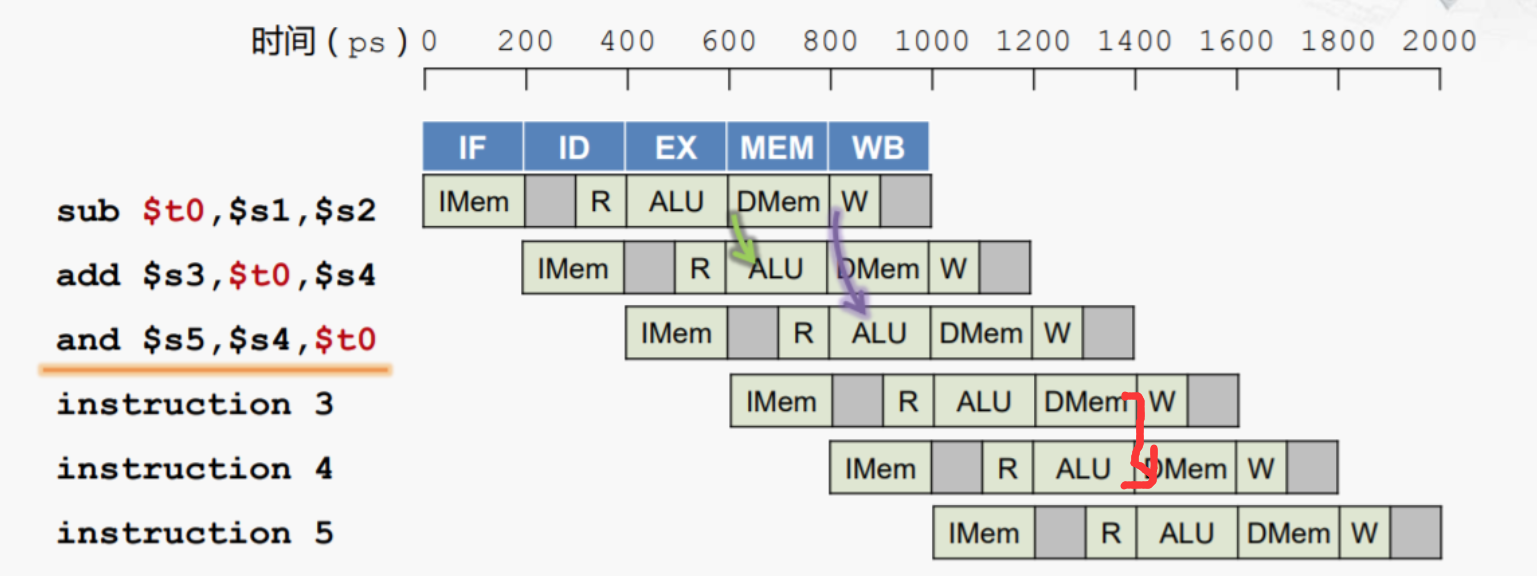 时间（ps）0 200 400 600 800 1000 1200 1400 1600 1800 2000
IF ID EX MEM WB
sub $t0,$s1,$s2 IMem R ALU DMem W
add $s3,$t0,$s4 IMem R ALU DMem W
and $s5,$s4,$t0 IMem R ALU DMem W
instruction 3 IMem R ALU DMem W
instruction 4 IMem R ALU DMem W
instruction 5 IMem R ALU DMem W